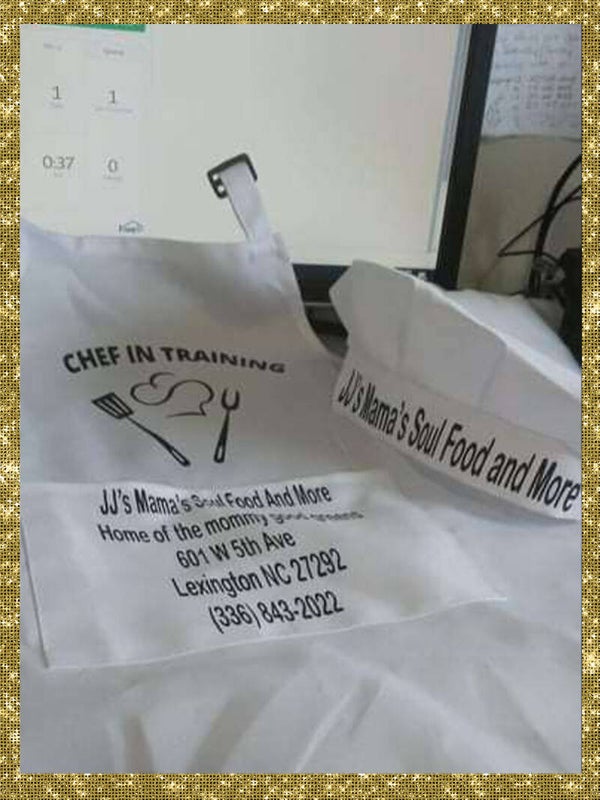 1
1
0:37
0
CHEF IN TRAINING
JJ's Mama's Soul Food and More
JJ's Mama's Soul Food And More
Home of the mommy good greens
601 W 5th Ave
Lexington NC 27292
(336) 843-2022